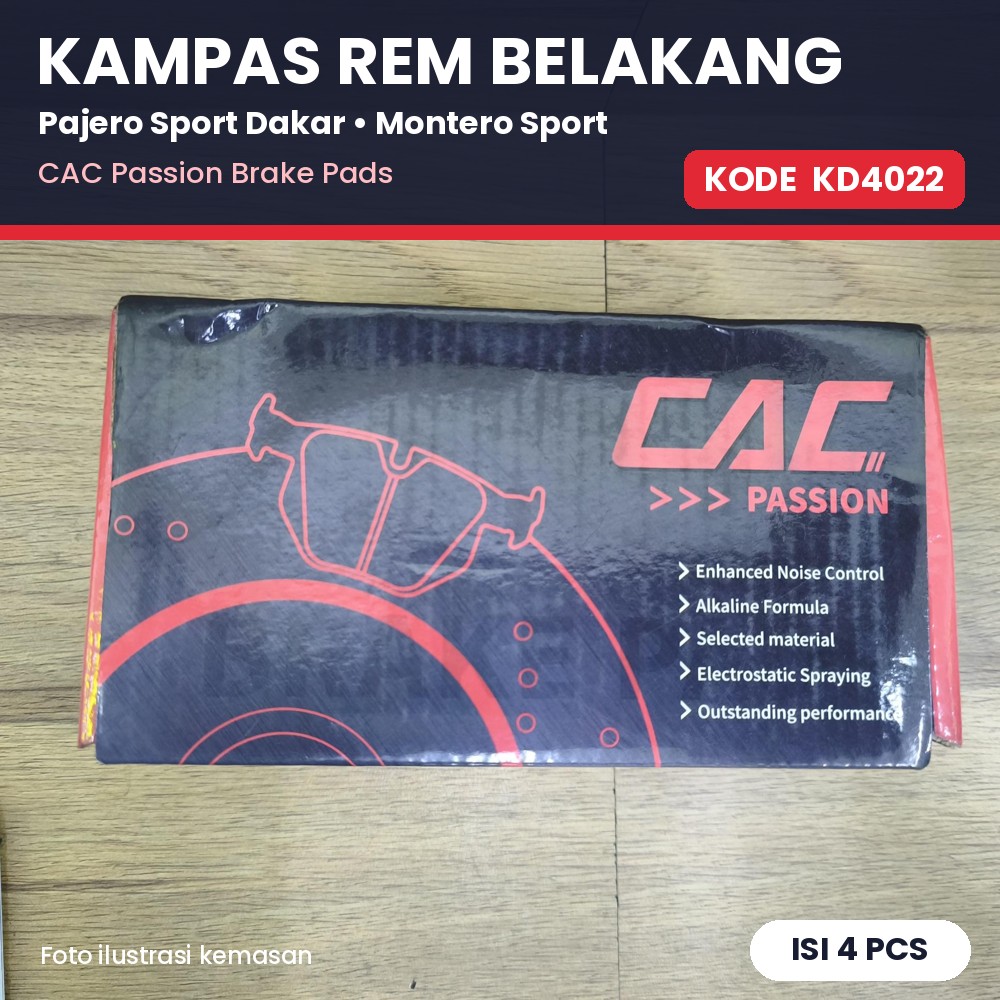 KAMPAS REM BELAKANG
Pajero Sport Dakar • Montero Sport
CAC Passion Brake Pads
KODE KD4022
CAC
>>> PASSION
> Enhanced Noise Control
> Alkaline Formula
> Selected material
> Electrostatic Spraying
> Outstanding performance
Foto ilustrasi kemasan
ISI 4 PCS